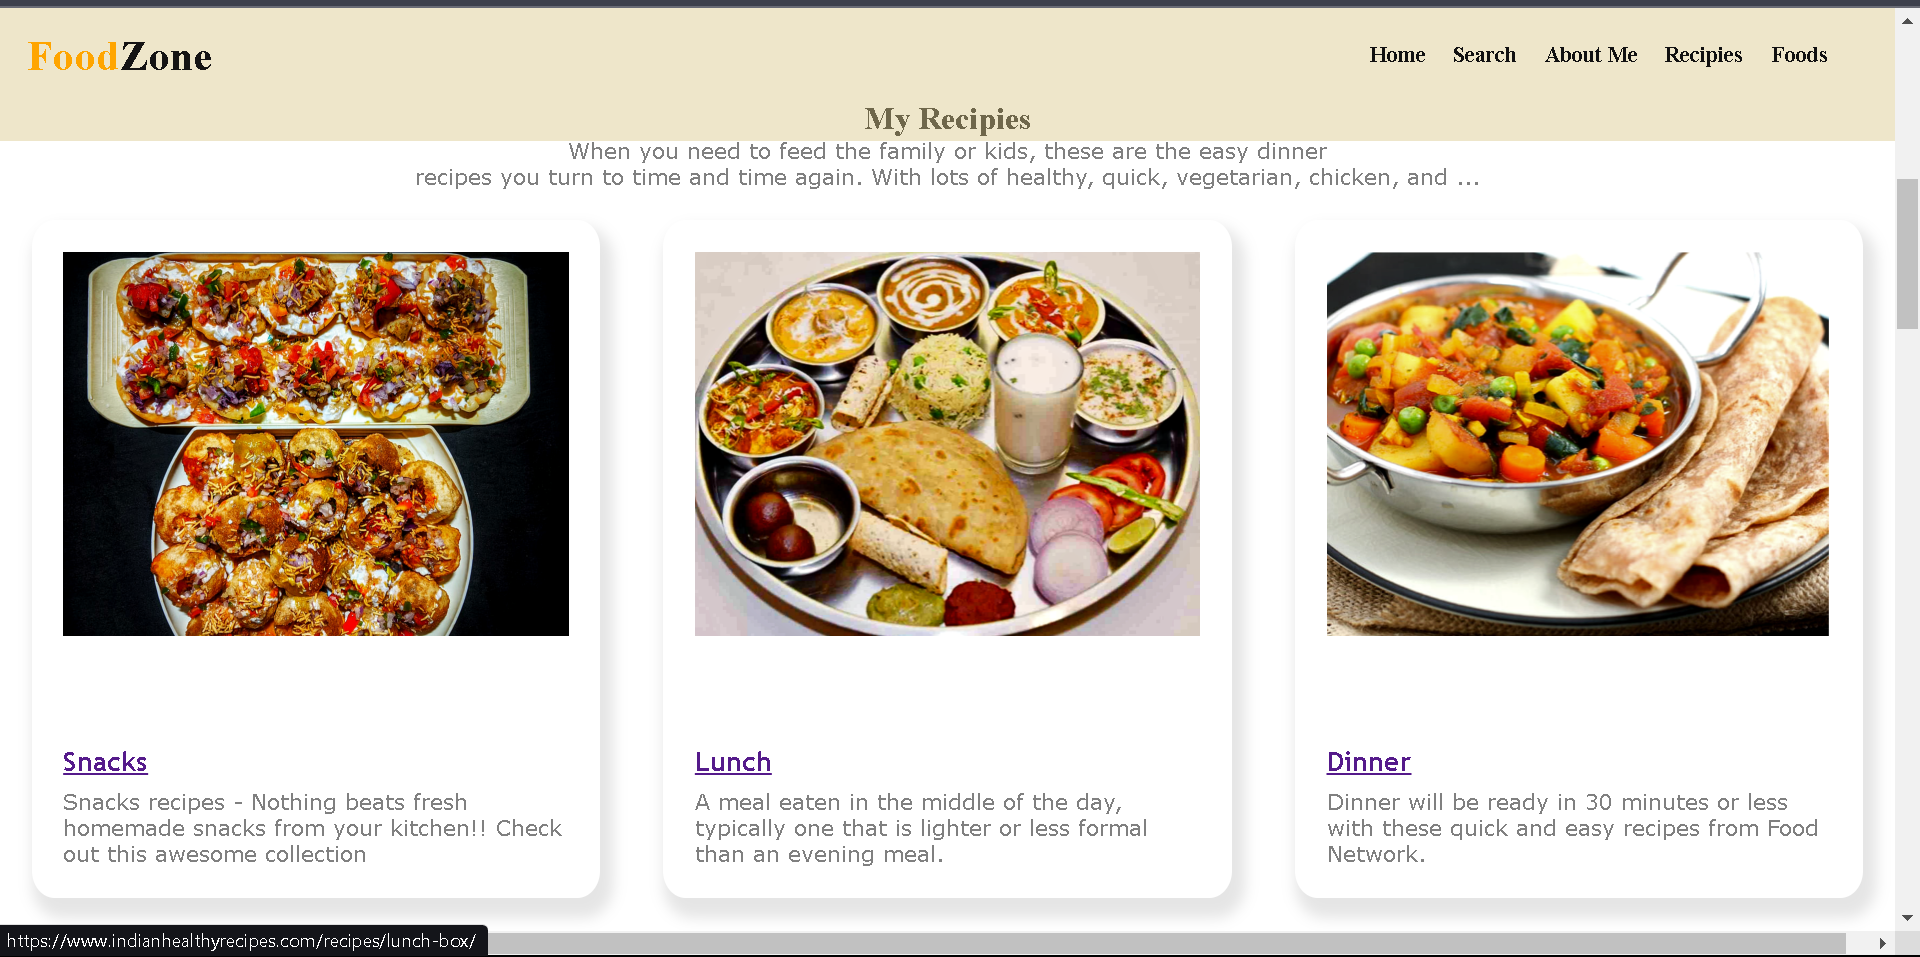 FoodZone
Home Search About Me Recipies Foods
My Recipies
When you need to feed the family or kids, these are the easy dinner
recipes you turn to time and time again. With lots of healthy, quick, vegetarian, chicken, and ...
Snacks
Snacks recipes - Nothing beats fresh
homemade snacks from your kitchen!! Check
out this awesome collection
Lunch
A meal eaten in the middle of the day,
typically one that is lighter or less formal
than an evening meal.
Dinner
Dinner will be ready in 30 minutes or less
with these quick and easy recipes from Food
Network.
https://www.indianhealthyrecipes.com/recipes/lunch-box/